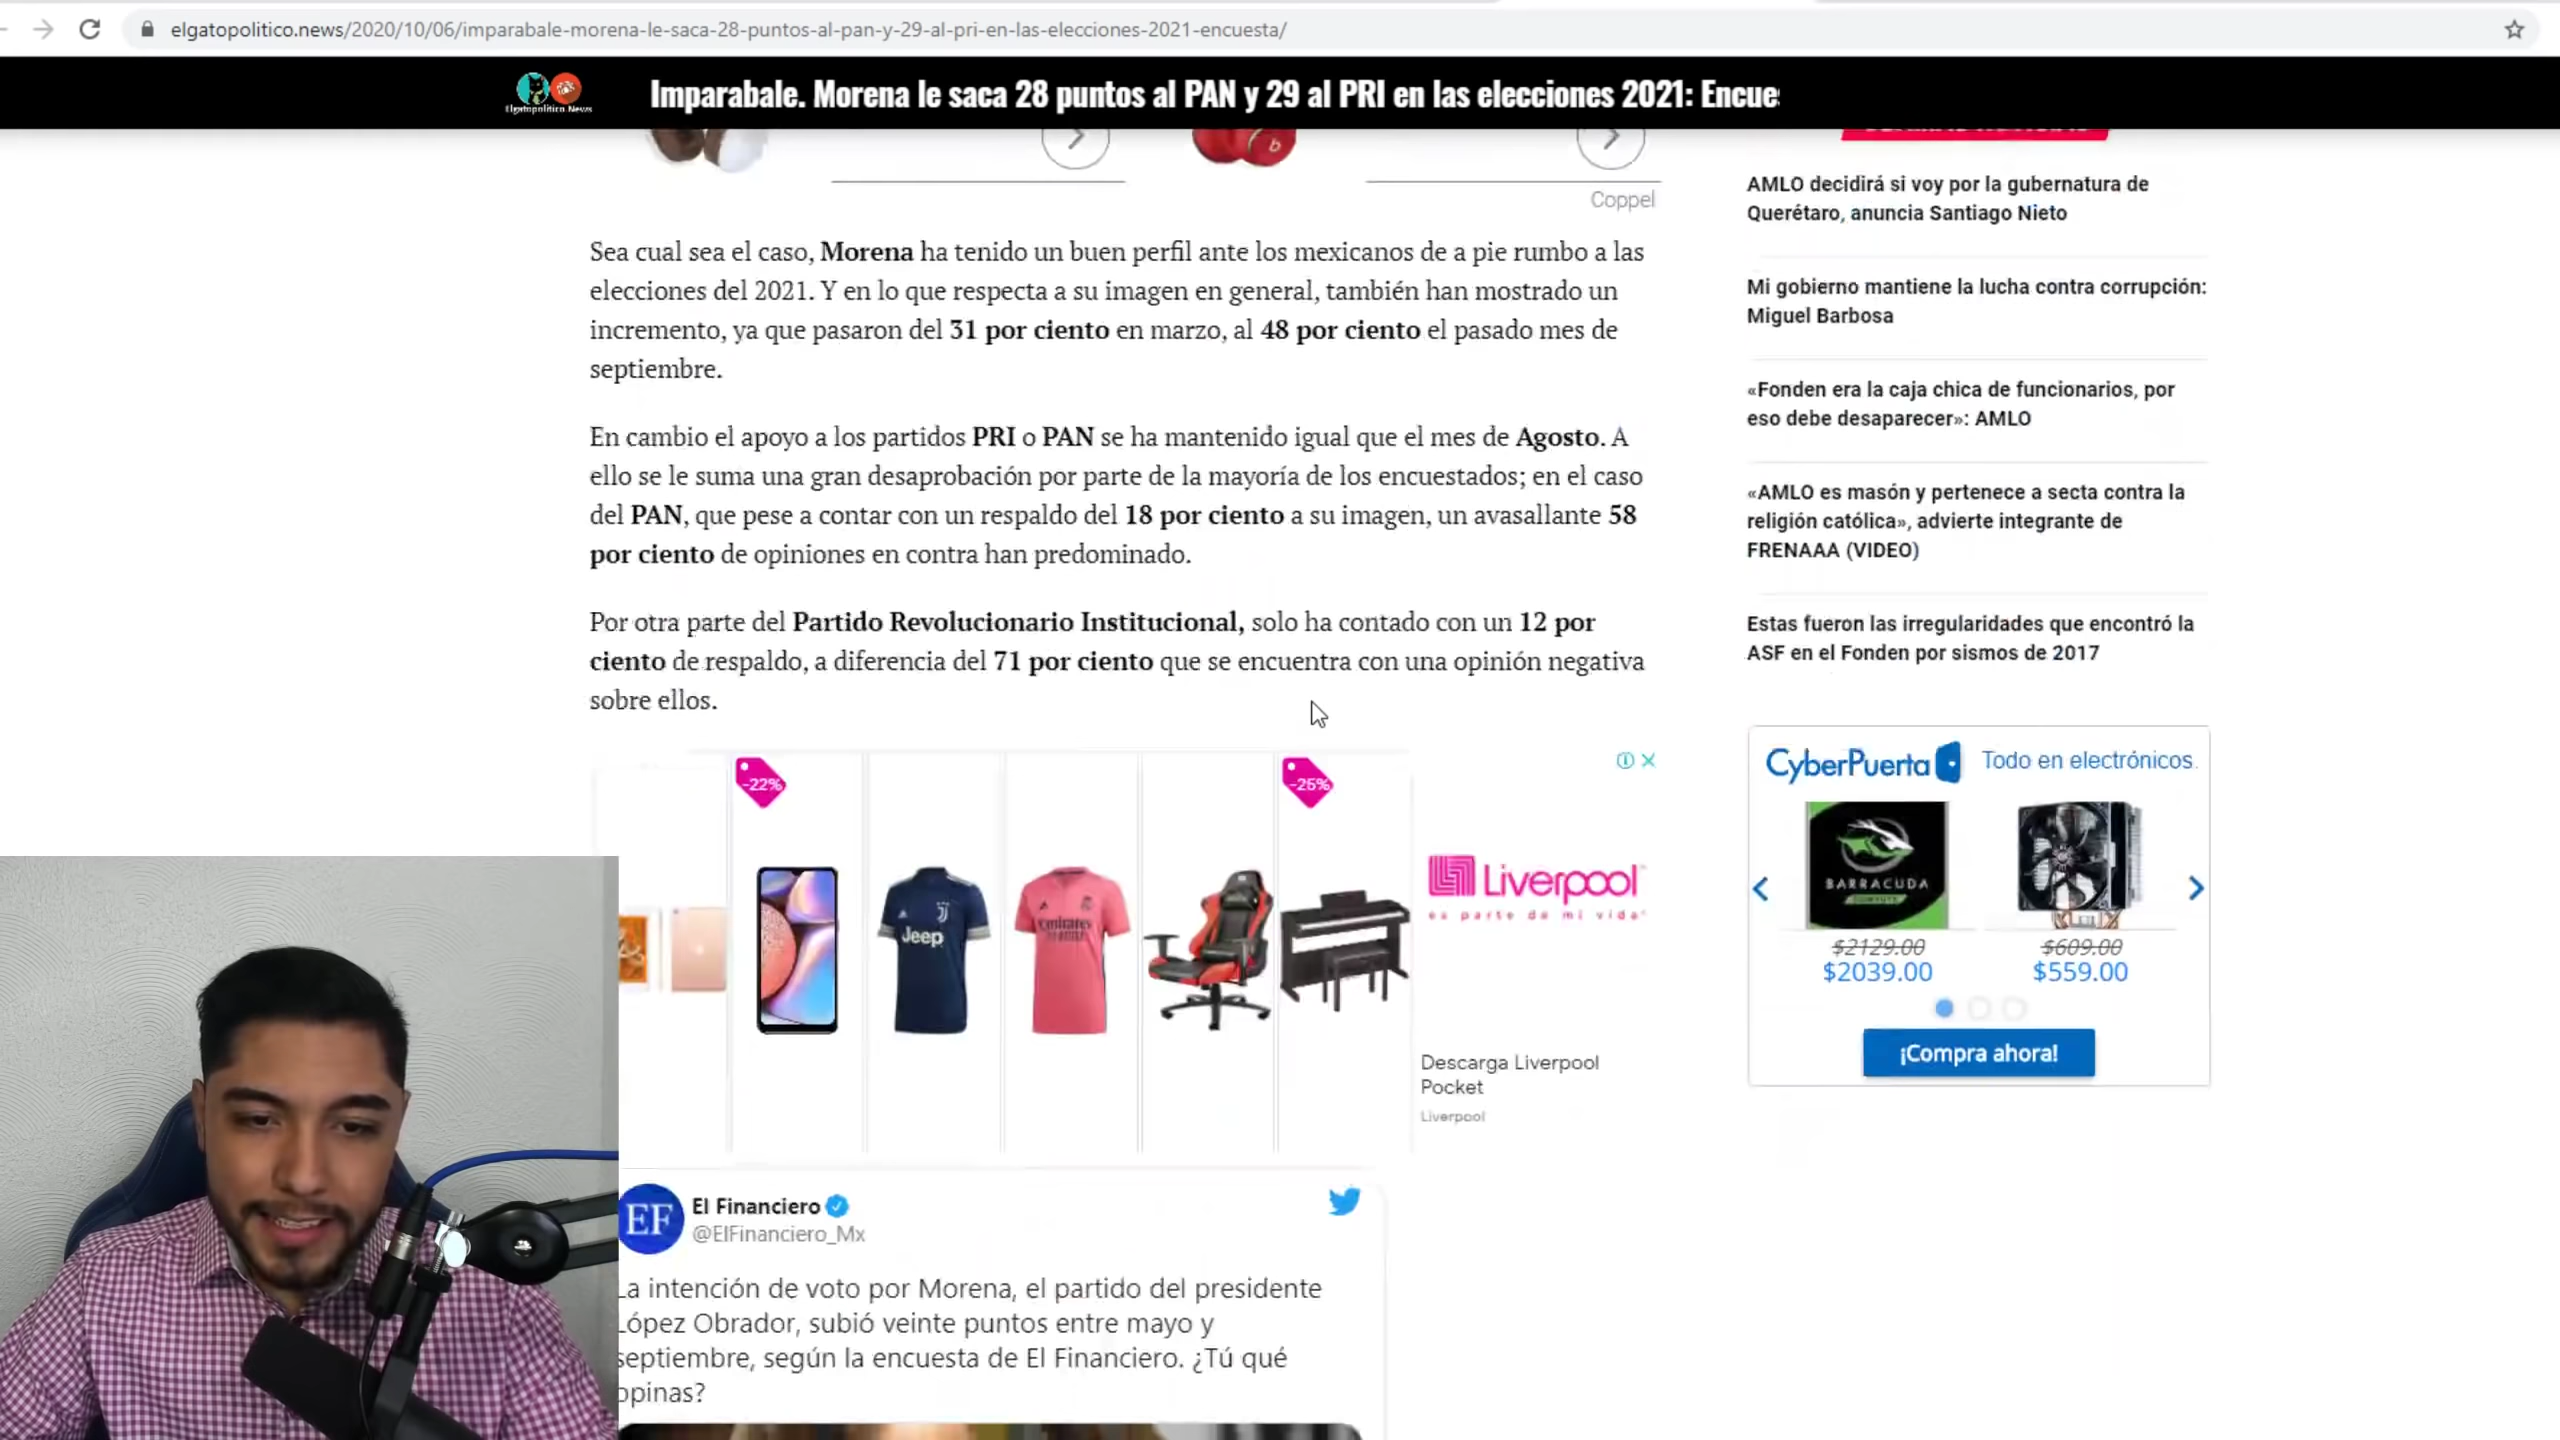 elgatopolitico.news/2020/10/06/imparabale-morena-le-saca-28-puntos-al-pan-y-29-al-pri-en-las-elecciones-2021-encuesta/
Elgatopolitico News
Imparabale. Morena le saca 28 puntos al PAN y 29 al PRI en las elecciones 2021: Encue
b
Coppel
Sea cual sea el caso, Morena ha tenido un buen perfil ante los mexicanos de a pie rumbo a las
elecciones del 2021. Y en lo que respecta a su imagen en general, también han mostrado un
incremento, ya que pasaron del 31 por ciento en marzo, al 48 por ciento el pasado mes de
septiembre.
En cambio el apoyo a los partidos PRI o PAN se ha mantenido igual que el mes de Agosto. A
ello se le suma una gran desaprobación por parte de la mayoría de los encuestados; en el caso
del PAN, que pese a contar con un respaldo del 18 por ciento a su imagen, un avasallante 58
por ciento de opiniones en contra han predominado.
Por otra parte del Partido Revolucionario Institucional, solo ha contado con un 12 por
ciento de respaldo, a diferencia del 71 por ciento que se encuentra con una opinión negativa
sobre ellos.
-22%
-25%
Jeep
Emirates
Liverpool
es parte de mi vida
Descarga Liverpool
Pocket
Liverpool
EF
El Financiero
@ElFinanciero_Mx
La intención de voto por Morena, el partido del presidente
López Obrador, subió veinte puntos entre mayo y
septiembre, según la encuesta de El Financiero. ¿Tú qué
opinas?
AMLO decidirá si voy por la gubernatura de
Querétaro, anuncia Santiago Nieto
Mi gobierno mantiene la lucha contra corrupción:
Miguel Barbosa
«Fonden era la caja chica de funcionarios, por
eso debe desaparecer»: AMLO
«AMLO es masón y pertenece a secta contra la
religión católica», advierte integrante de
FRENAAA (VIDEO)
Estas fueron las irregularidades que encontró la
ASF en el Fonden por sismos de 2017
CyberPuerta
Todo en electrónicos.
BARRACUDA
$2129.00
$2039.00
$609.00
$559.00
¡Compra ahora!